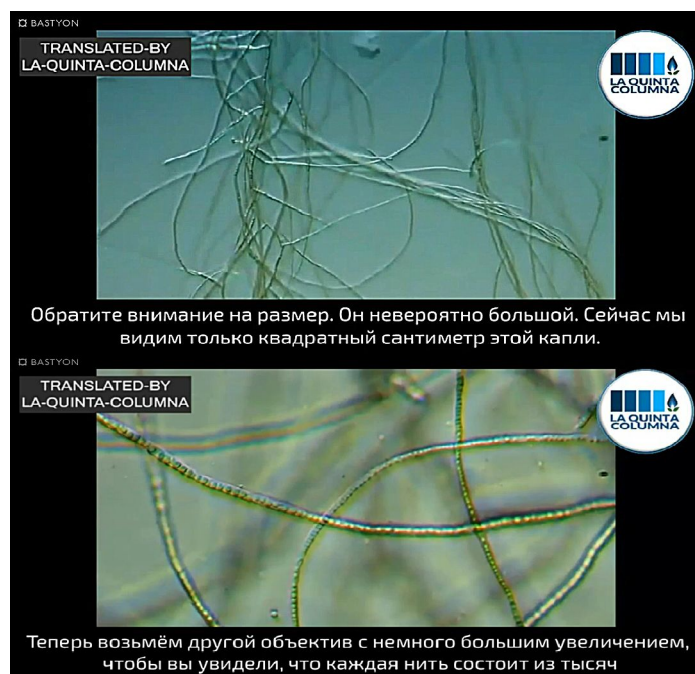 BASTYON
TRANSLATED-BY
LA-QUINTA-COLUMNA
LA QUINTA
COLUMNA
Обратите внимание на размер. Он невероятно большой. Сейчас мы
видим только квадратный сантиметр этой капли.
BASTYON
TRANSLATED-BY
LA-QUINTA-COLUMNA
LA QUINTA
COLUMNA
Теперь возьмём другой объектив с немного большим увеличением,
чтобы вы увидели, что каждая нить состоит из тысяч